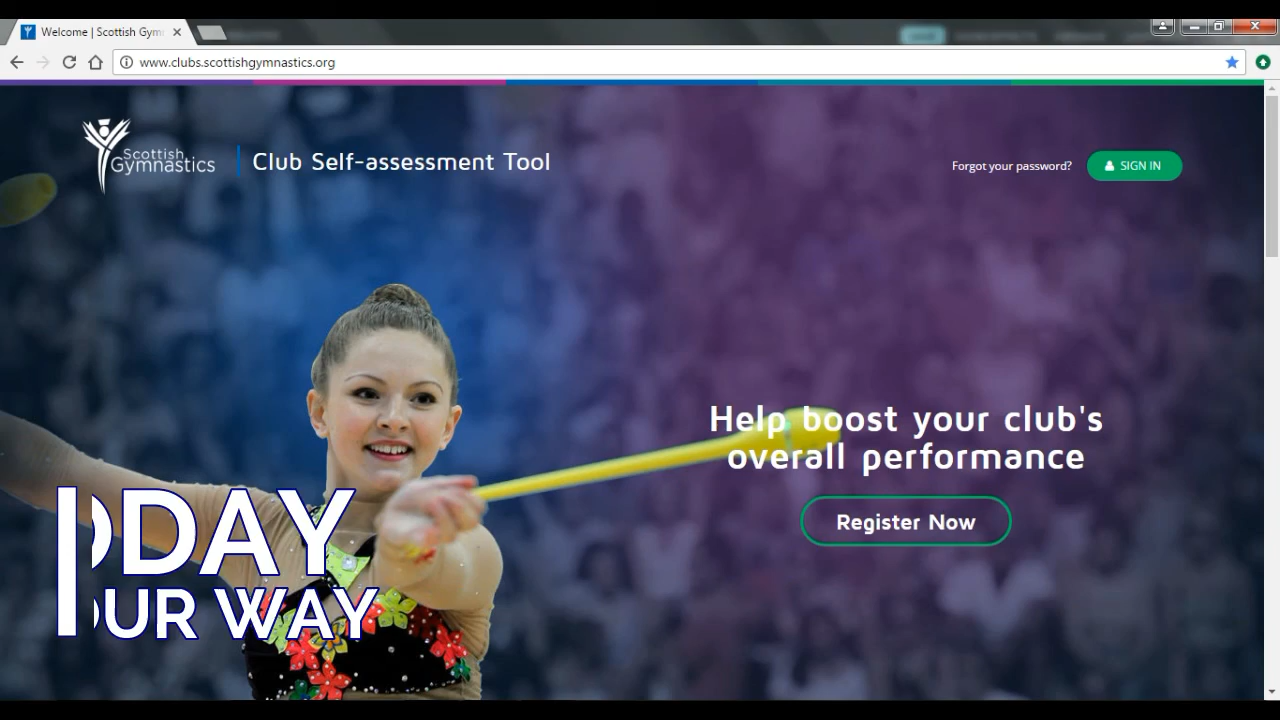 Welcome | Scottish Gym
www.clubs.scottishgymnastics.org
Scottish
Gymnastics
Club Self-assessment Tool
Forgot your password?
SIGN IN
Help boost your club's
overall performance
Register Now
DAY
UR WAY